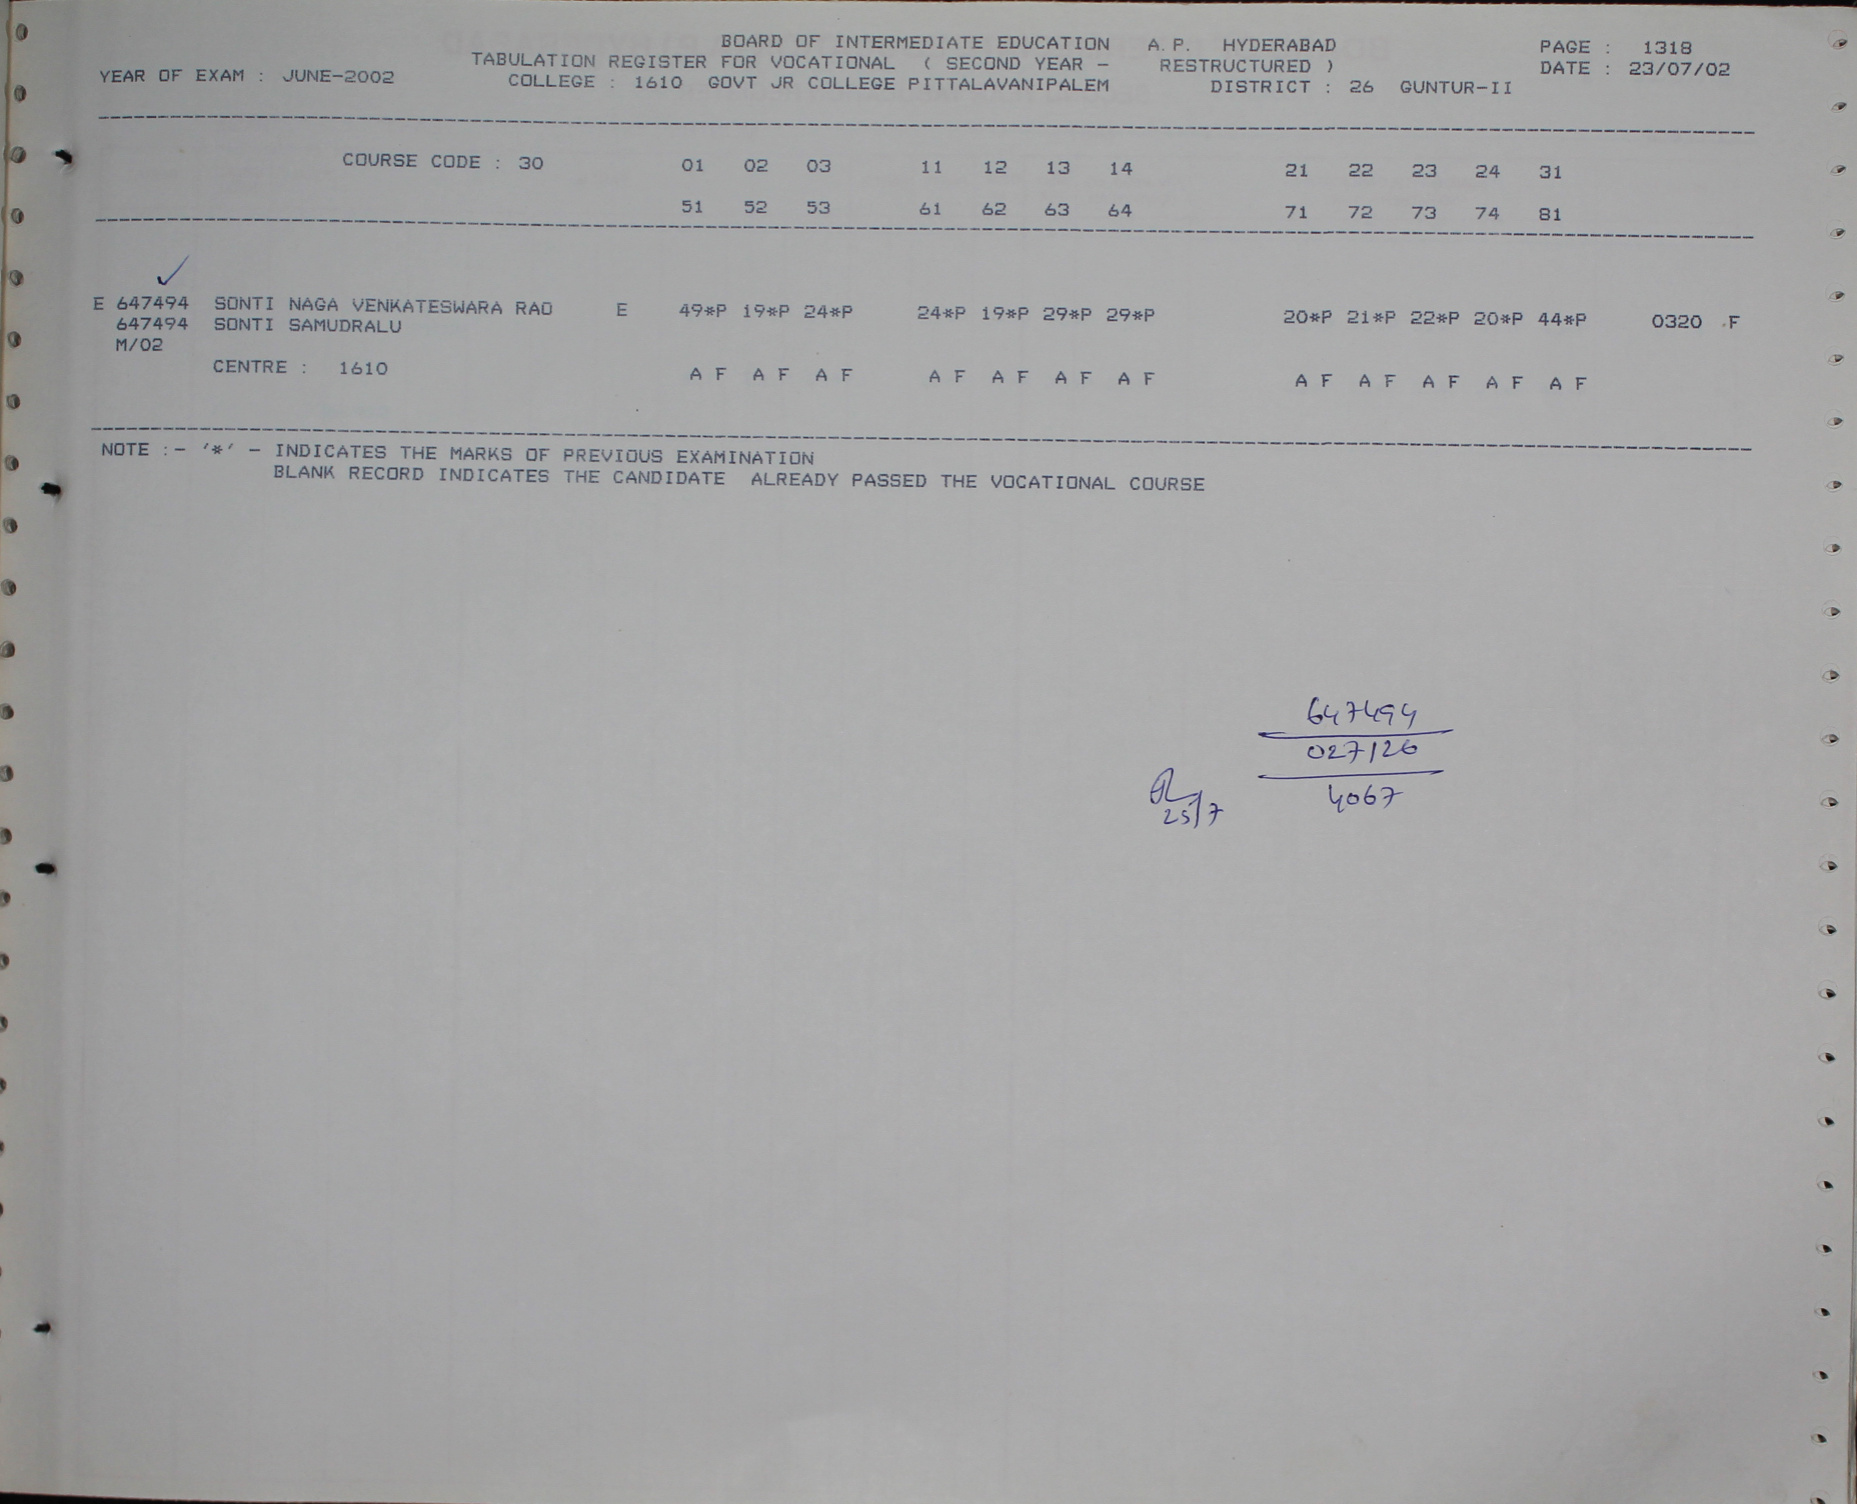 BOARD OF INTERMEDIATE EDUCATION A.P. HYDERABAD PAGE : 1318
TABULATION REGISTER FOR VOCATIONAL ( SECOND YEAR - RESTRUCTURED ) DATE : 23/07/02
YEAR OF EXAM : JUNE-2002 COLLEGE : 1610 GOVT JR COLLEGE PITTALAVANIPALEM DISTRICT : 26 GUNTUR-II
COURSE CODE : 30 01 02 03 11 12 13 14 21 22 23 24 31
51 52 53 61 62 63 64 71 72 73 74 81
E 647494 SONTI NAGA VENKATESWARA RAO E 49*P 19*P 24*P 24*P 19*P 29*P 29*P 20*P 21*P 22*P 20*P 44*P 0320 F
647494 SONTI SAMUDRALU
M/02
CENTRE : 1610 A F A F A F A F A F A F A F A F A F A F A F A F
NOTE :- '*' - INDICATES THE MARKS OF PREVIOUS EXAMINATION
BLANK RECORD INDICATES THE CANDIDATE ALREADY PASSED THE VOCATIONAL COURSE
647494
027126
4067
25/7